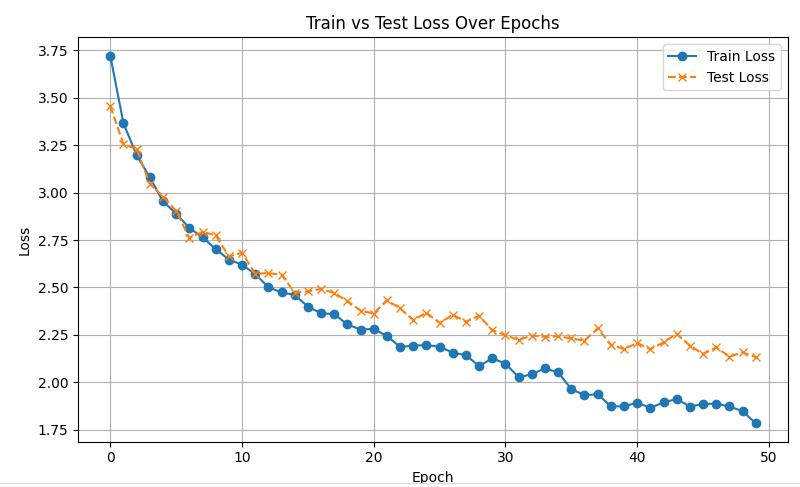 Train vs Test Loss Over Epochs
Train Loss
Test Loss
Loss
3.75
3.50
3.25
3.00
2.75
2.50
2.25
2.00
1.75
0 10 20 30 40 50
Epoch